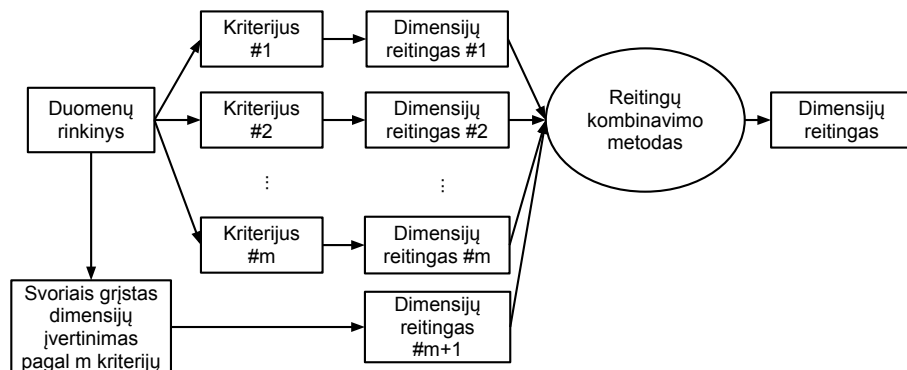 Kriterijus
#1
Dimensijų
reitingas #1
Duomenų
rinkinys
Kriterijus
#2
Dimensijų
reitingas #2
Reitingų
kombinavimo
metodas
Dimensijų
reitingas
...
...
Kriterijus
#m
Dimensijų
reitingas #m
Svoriais grįstas
dimensijų
įvertinimas
pagal m kriterijų
Dimensijų
reitingas
#m+1